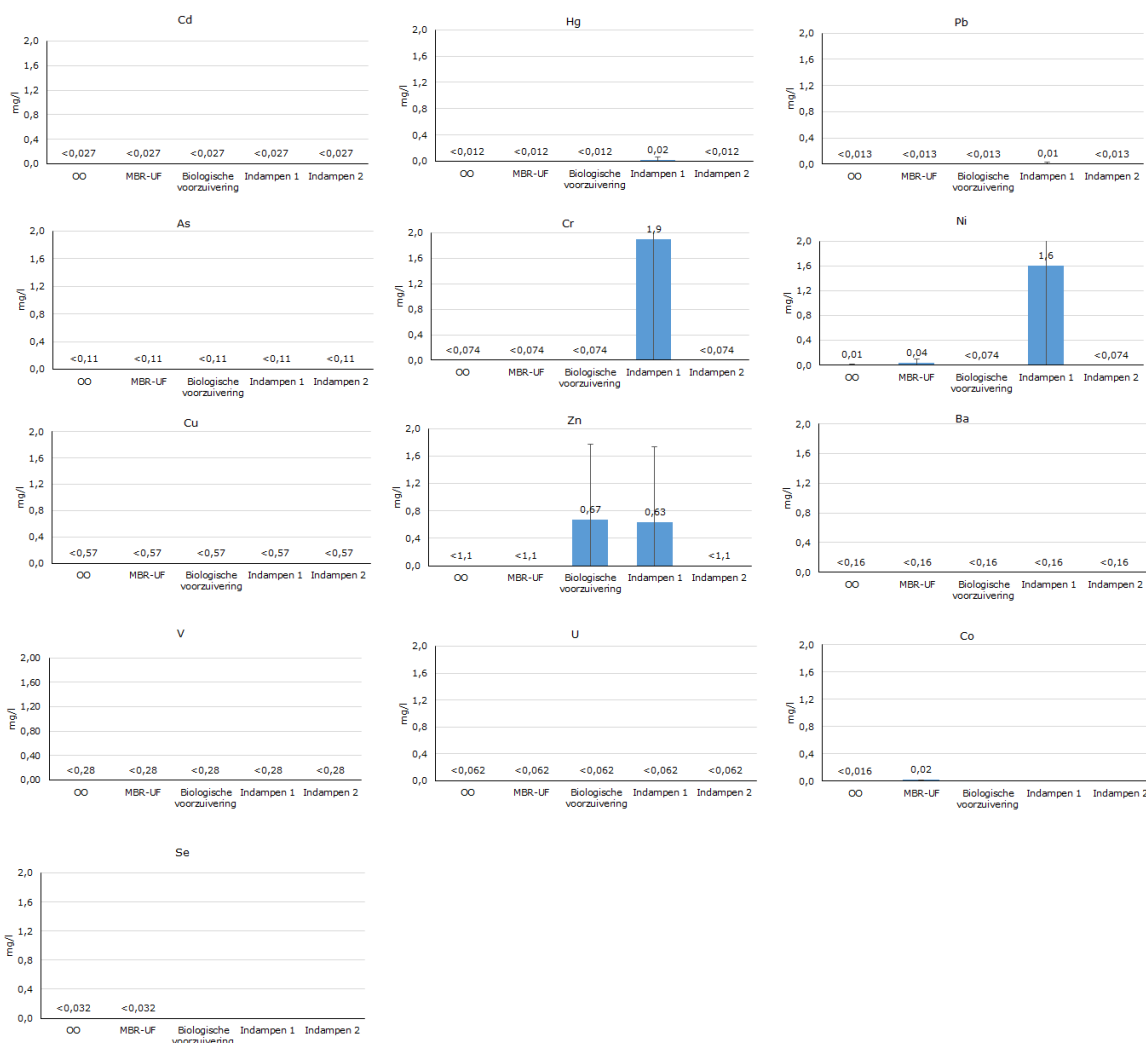 Cd
2,0
1,6
1,2
0,8
0,4
0,0
mg/l
<0,027 <0,027 <0,027 <0,027 <0,027
OO MBR-UF Biologische voorzuivering Indampen 1 Indampen 2
Hg
2,0
1,6
1,2
0,8
0,4
0,0
mg/l
<0,012 <0,012 <0,012 0,02 <0,012
OO MBR-UF Biologische voorzuivering Indampen 1 Indampen 2
Pb
2,0
1,6
1,2
0,8
0,4
0,0
mg/l
<0,013 <0,013 <0,013 0,01 <0,013
OO MBR-UF Biologische voorzuivering Indampen 1 Indampen 2
As
2,0
1,6
1,2
0,8
0,4
0,0
mg/l
<0,11 <0,11 <0,11 <0,11 <0,11
OO MBR-UF Biologische voorzuivering Indampen 1 Indampen 2
Cr
2,0
1,6
1,2
0,8
0,4
0,0
mg/l
<0,074 <0,074 <0,074 1,9 <0,074
OO MBR-UF Biologische voorzuivering Indampen 1 Indampen 2
Ni
2,0
1,6
1,2
0,8
0,4
0,0
mg/l
0,01 0,04 <0,074 1,6 <0,074
OO MBR-UF Biologische voorzuivering Indampen 1 Indampen 2
Cu
2,0
1,6
1,2
0,8
0,4
0,0
mg/l
<0,57 <0,57 <0,57 <0,57 <0,57
OO MBR-UF Biologische voorzuivering Indampen 1 Indampen 2
Zn
2,0
1,6
1,2
0,8
0,4
0,0
mg/l
<1,1 <1,1 0,67 0,63 <1,1
OO MBR-UF Biologische voorzuivering Indampen 1 Indampen 2
Ba
2,0
1,6
1,2
0,8
0,4
0,0
mg/l
<0,16 <0,16 <0,16 <0,16 <0,16
OO MBR-UF Biologische voorzuivering Indampen 1 Indampen 2
V
2,00
1,60
1,20
0,80
0,40
0,00
mg/l
<0,28 <0,28 <0,28 <0,28 <0,28
OO MBR-UF Biologische voorzuivering Indampen 1 Indampen 2
U
2,0
1,6
1,2
0,8
0,4
0,0
mg/l
<0,062 <0,062 <0,062 <0,062 <0,062
OO MBR-UF Biologische voorzuivering Indampen 1 Indampen 2
Co
2,0
1,6
1,2
0,8
0,4
0,0
mg/l
<0,016 0,02
OO MBR-UF Biologische voorzuivering Indampen 1 Indampen 2
Se
2,0
1,6
1,2
0,8
0,4
0,0
mg/l
<0,032 <0,032
OO MBR-UF Biologische voorzuivering Indampen 1 Indampen 2